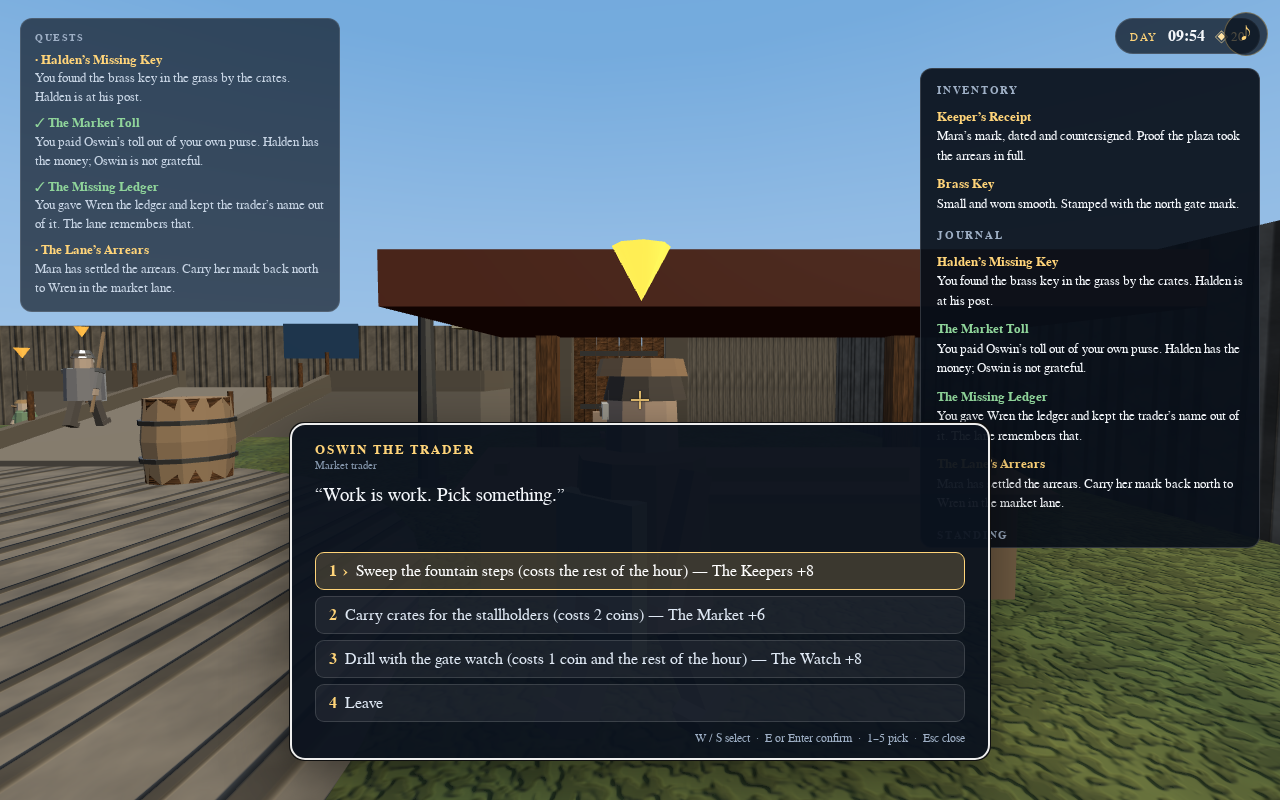 QUESTS
· Halden's Missing Key
You found the brass key in the grass by the crates.
Halden is at his post.
✓ The Market Toll
You paid Oswin's toll out of your own purse. Halden has
the money; Oswin is not grateful.
✓ The Missing Ledger
You gave Wren the ledger and kept the trader's name out
of it. The lane remembers that.
· The Lane's Arrears
Mara has settled the arrears. Carry her mark back north
to Wren in the market lane.
DAY 09:54
INVENTORY
Keeper's Receipt
Mara's mark, dated and countersigned. Proof the plaza took
the arrears in full.
Brass Key
Small and worn smooth. Stamped with the north gate mark.
JOURNAL
Halden's Missing Key
You found the brass key in the grass by the crates. Halden is
at his post.
The Market Toll
You paid Oswin's toll out of your own purse. Halden has the
money; Oswin is not grateful.
The Missing Ledger
You gave Wren the ledger and kept the trader's name out of
it. The lane remembers that.
The Lane's Arrears
Mara has settled the arrears. Carry her mark back north to
Wren in the market lane.
STANDING
OSWIN THE TRADER
Market trader
“Work is work. Pick something.”
1 › Sweep the fountain steps (costs the rest of the hour) — The Keepers +8
2 Carry crates for the stallholders (costs 2 coins) — The Market +6
3 Drill with the gate watch (costs 1 coin and the rest of the hour) — The Watch +8
4 Leave
W / S select · E or Enter confirm · 1–5 pick · Esc close